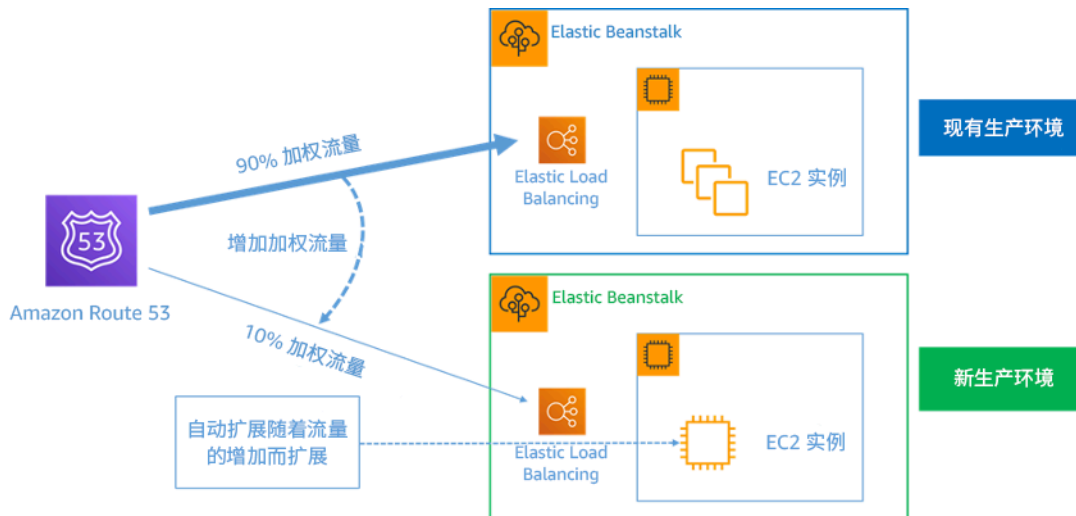 Elastic Beanstalk
现有生产环境
90% 加权流量
Elastic Load
Balancing
EC2 实例
53
增加加权流量
Amazon Route 53
Elastic Beanstalk
10% 加权流量
新生产环境
自动扩展随着流量
的增加而扩展
Elastic Load
Balancing
EC2 实例